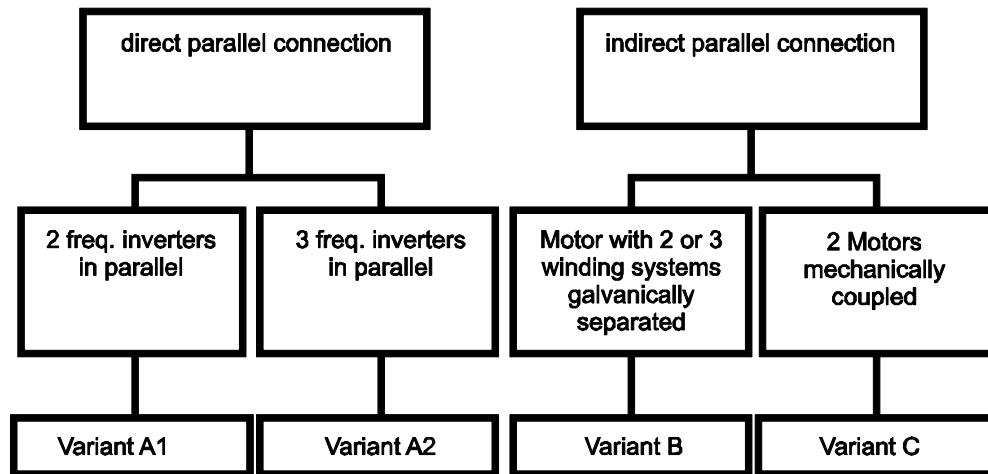 direct parallel connection
indirect parallel connection
2 freq. inverters
in parallel
3 freq. inverters
in parallel
Motor with 2 or 3
winding systems
galvanically
separated
2 Motors
mechanically
coupled
Variant A1
Variant A2
Variant B
Variant C